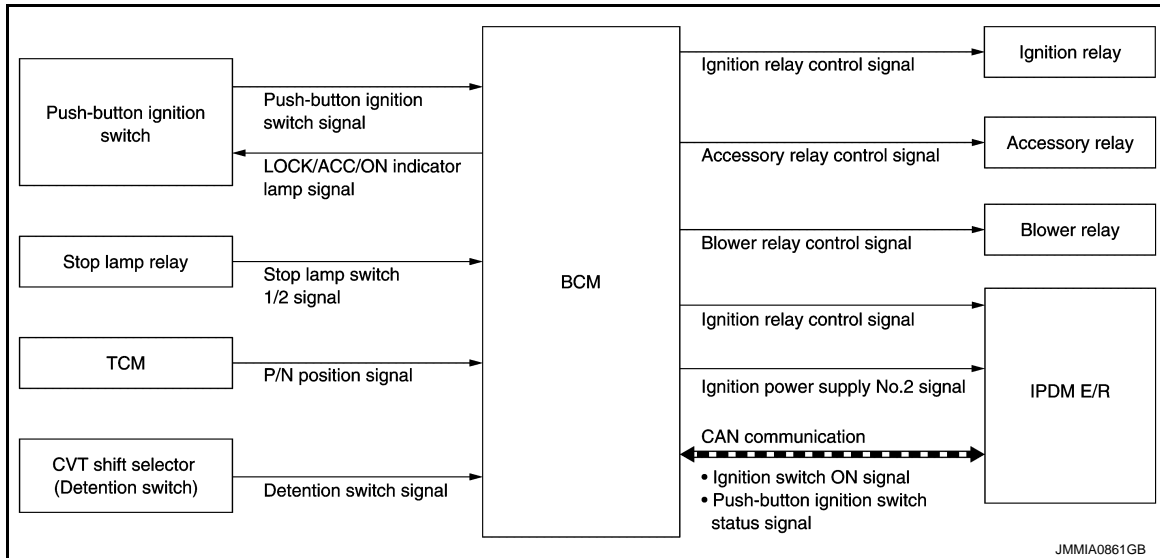 Push-button ignition
switch
Push-button ignition
switch signal
LOCK/ACC/ON indicator
lamp signal
Stop lamp relay
Stop lamp switch
1/2 signal
TCM
P/N position signal
CVT shift selector
(Detention switch)
Detention switch signal
BCM
Ignition relay control signal
Ignition relay
Accessory relay control signal
Accessory relay
Blower relay control signal
Blower relay
Ignition relay control signal
Ignition power supply No.2 signal
CAN communication
• Ignition switch ON signal
• Push-button ignition switch
status signal
IPDM E/R
JMMIA0861GB